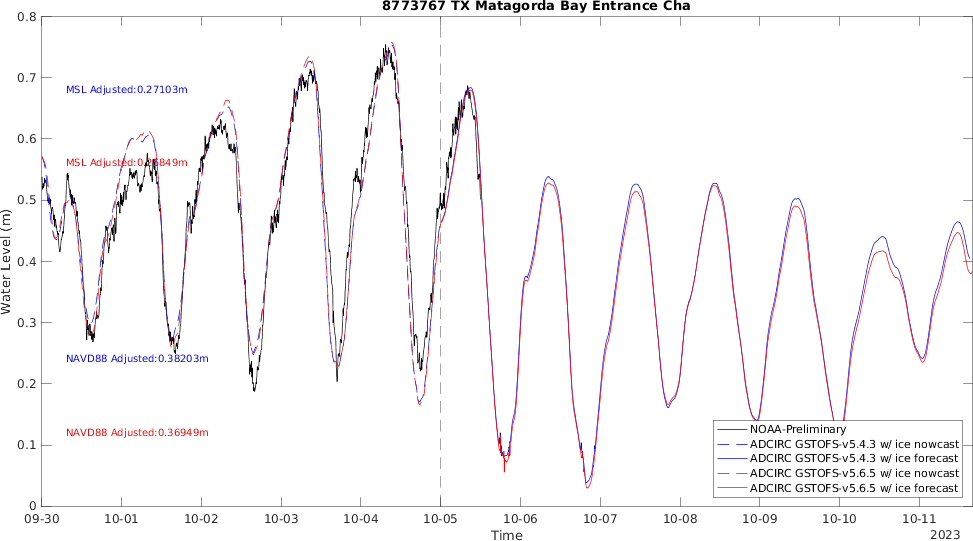 8773767 TX Matagorda Bay Entrance Cha
0.8
0.7
0.6
0.5
0.4
0.3
0.2
0.1
0
Water Level (m)
MSL Adjusted:0.27103m
MSL Adjusted:0.25849m
NAVD88 Adjusted:0.38203m
NAVD88 Adjusted:0.36949m
NOAA-Preliminary
ADCIRC GSTOFS-v5.4.3 w/ ice nowcast
ADCIRC GSTOFS-v5.4.3 w/ ice forecast
ADCIRC GSTOFS-v5.6.5 w/ ice nowcast
ADCIRC GSTOFS-v5.6.5 w/ ice forecast
09-30 10-01 10-02 10-03 10-04 10-05 10-06 10-07 10-08 10-09 10-10 10-11
Time
2023